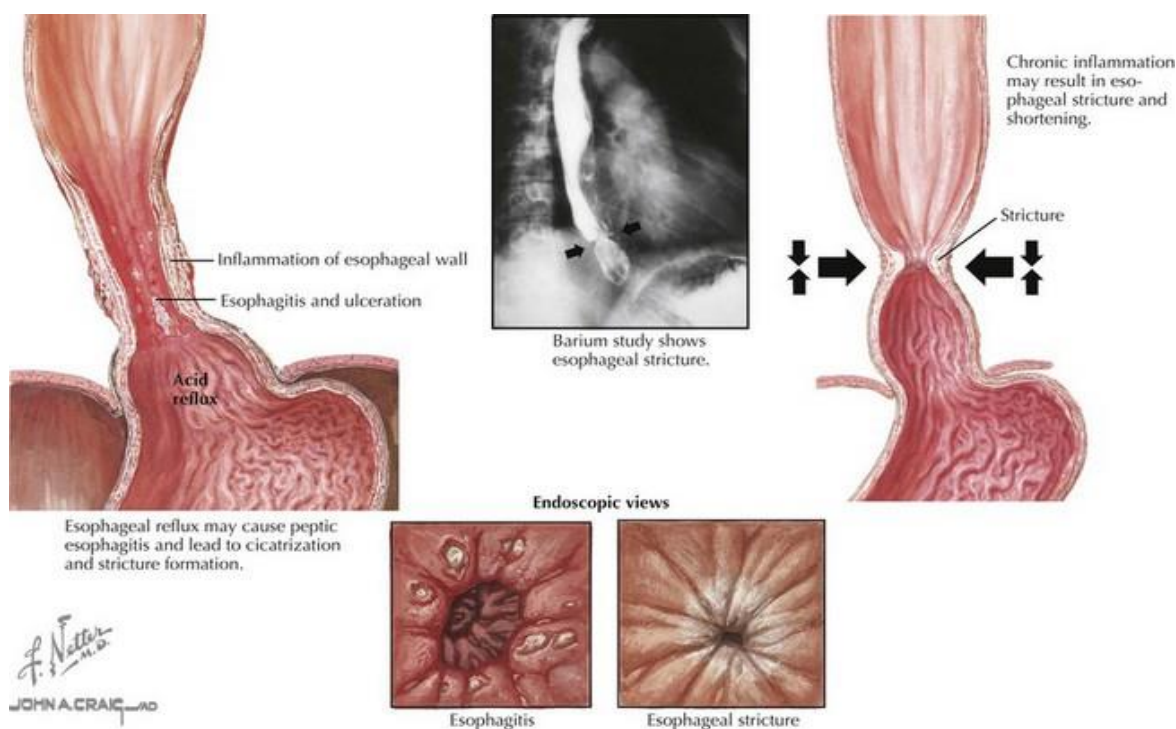 Inflammation of esophageal wall
Esophagitis and ulceration
Acid
reflux
Esophageal reflux may cause peptic
esophagitis and lead to cicatrization
and stricture formation.
Barium study shows
esophageal stricture.
Chronic inflammation
may result in eso-
phageal stricture and
shortening.
Stricture
Endoscopic views
Esophagitis
Esophageal stricture
F. Netter
M.D.
JOHN A. CRAIG MD